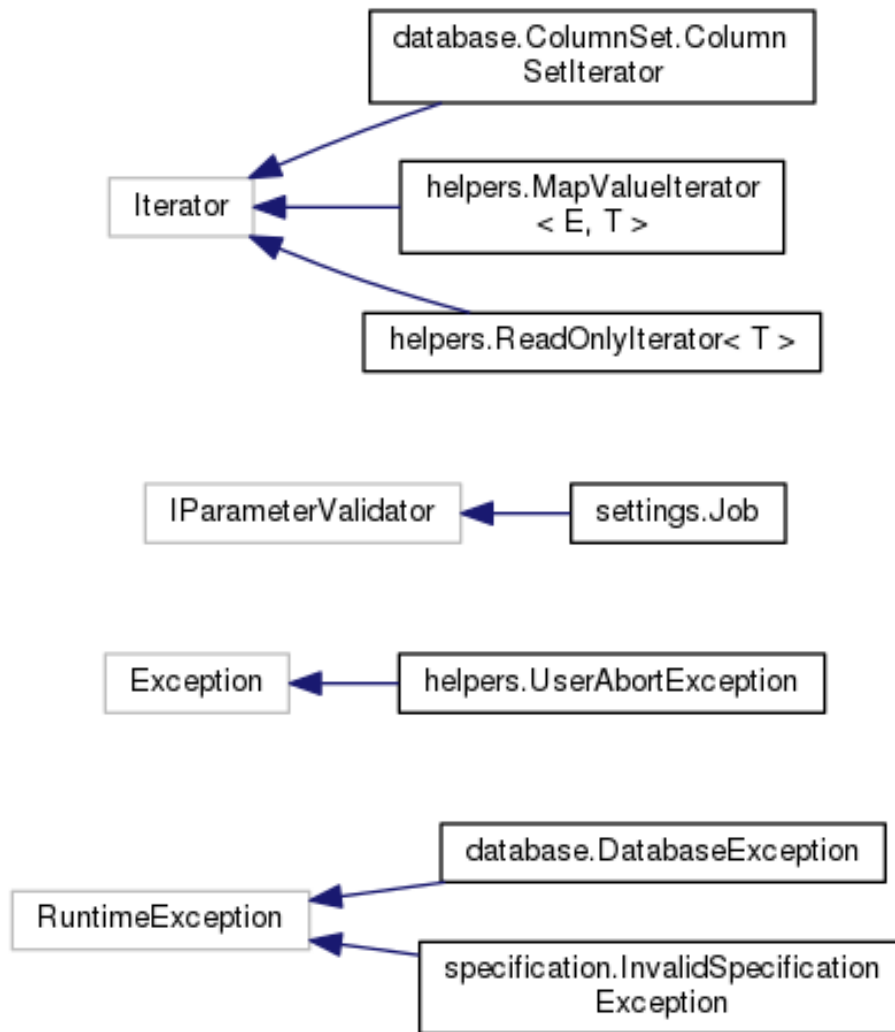 database.ColumnSet.Column
SetIterator
Iterator
helpers.MapValueIterator
< E, T >
helpers.ReadOnlyIterator< T >
IParameterValidator
settings.Job
Exception
helpers.UserAbortException
database.DatabaseException
RuntimeException
specification.InvalidSpecification
Exception